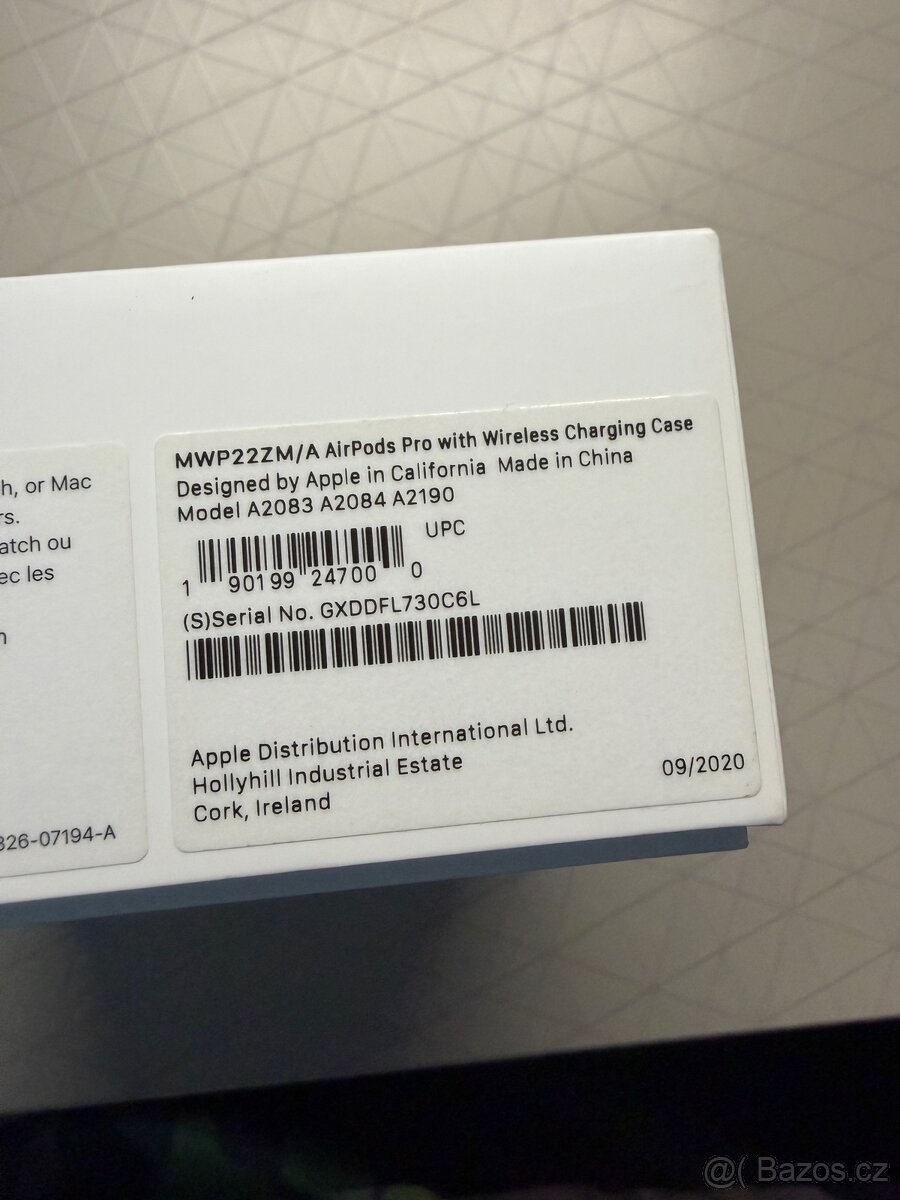 h, or Mac
rs.
atch ou
ec les
n
326-07194-A
MWP22ZM/A AirPods Pro with Wireless Charging Case
Designed by Apple in California Made in China
Model A2083 A2084 A2190
UPC
1 90199 24700 0
(S)Serial No. GXDDFL730C6L
Apple Distribution International Ltd.
Hollyhill Industrial Estate
Cork, Ireland
09/2020
@( Bazos.cz